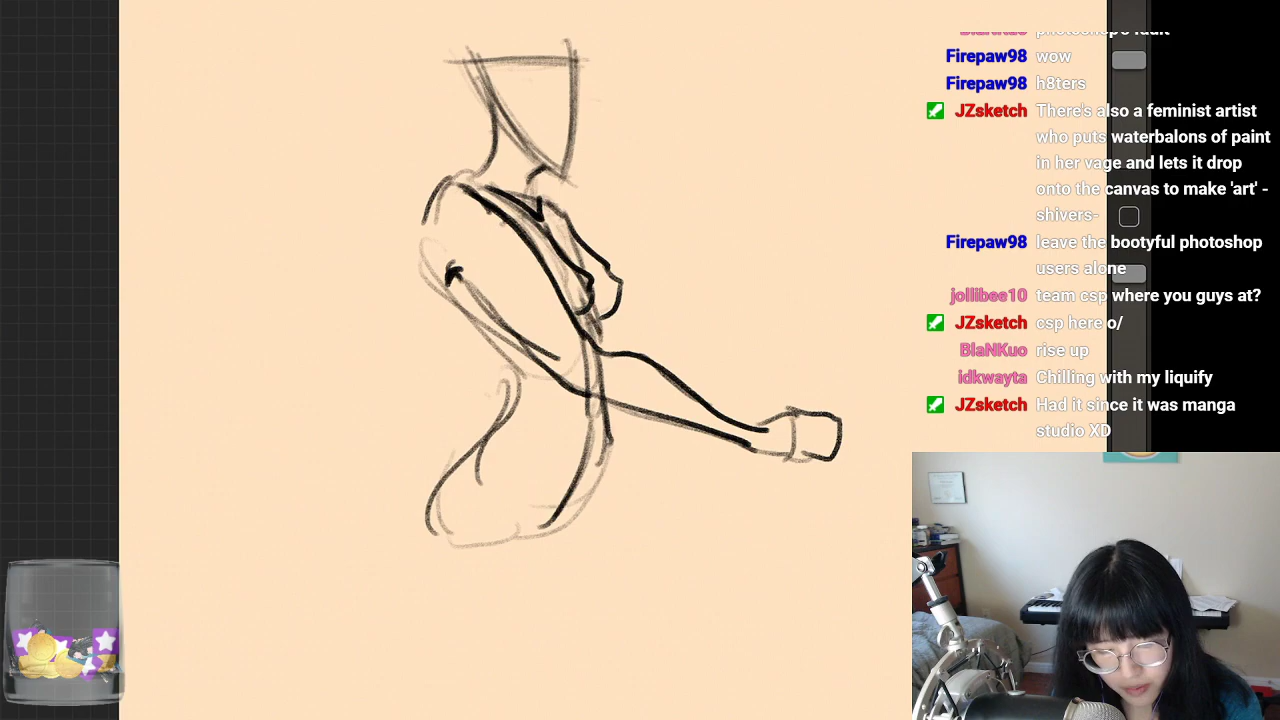 photoshop's fault
Firepaw98 wow
Firepaw98 h8ters
JZsketch There's also a feminist artist
who puts waterbalons of paint
in her vage and lets it drop
onto the canvas to make 'art' -
shivers-
Firepaw98 leave the bootyful photoshop
users alone
jollibee10 team csp where you guys at?
JZsketch csp here o/
BlaNKuo rise up
idkwayta Chilling with my liquify
JZsketch Had it since it was manga
studio XD